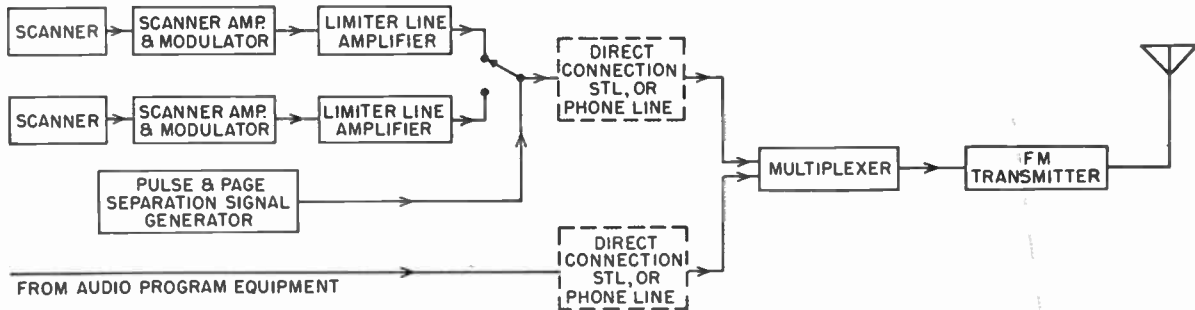 SCANNER
SCANNER AMP.
& MODULATOR
LIMITER LINE
AMPLIFIER
DIRECT
CONNECTION
STL, OR
PHONE LINE
SCANNER
SCANNER AMP.
& MODULATOR
LIMITER LINE
AMPLIFIER
PULSE & PAGE
SEPARATION SIGNAL
GENERATOR
MULTIPLEXER
FM
TRANSMITTER
DIRECT
CONNECTION
STL, OR
PHONE LINE
FROM AUDIO PROGRAM EQUIPMENT